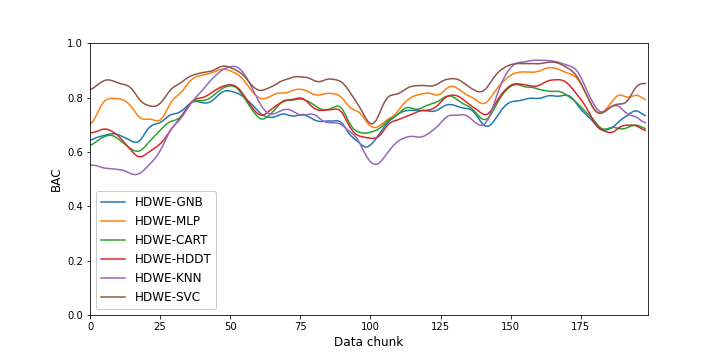 1.0
0.8
0.6
0.4
0.2
0.0
BAC
HDWE-GNB
HDWE-MLP
HDWE-CART
HDWE-HDDT
HDWE-KNN
HDWE-SVC
0 25 50 75 100 125 150 175
Data chunk